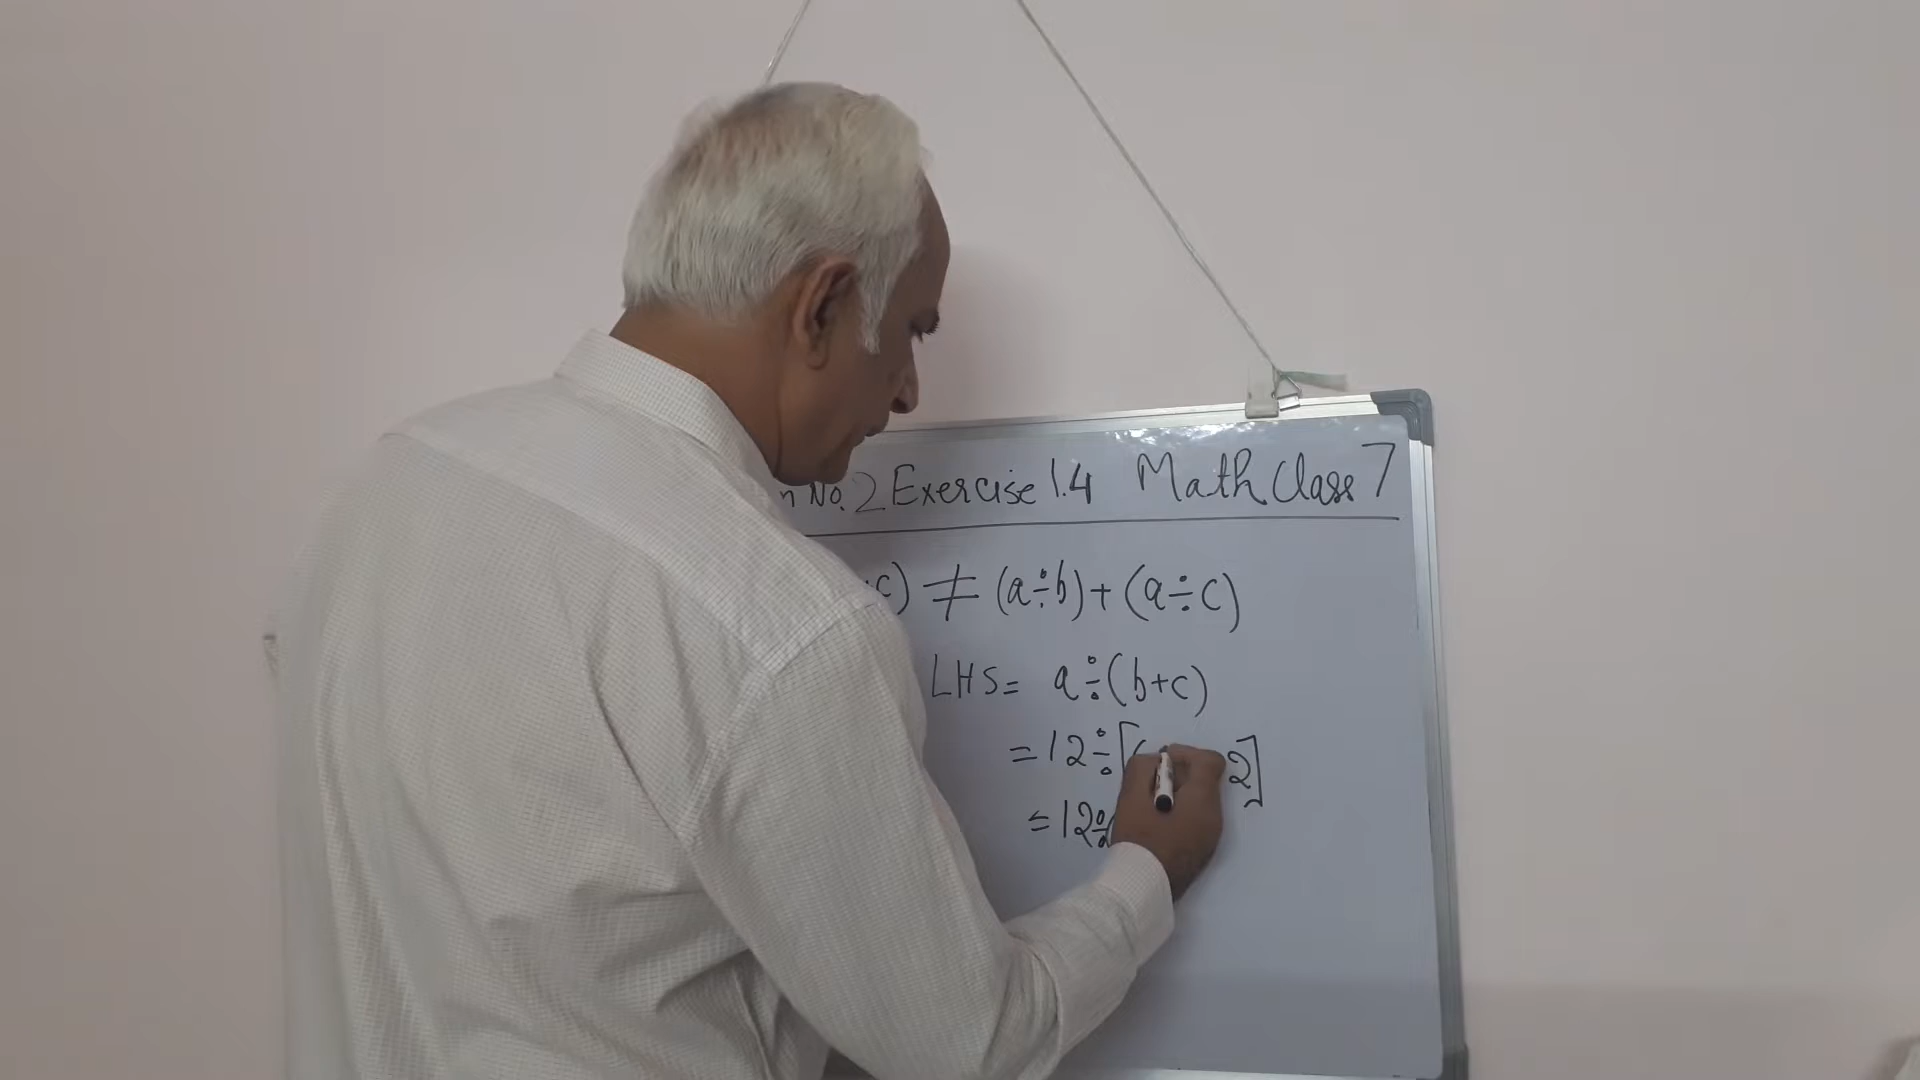 No. 2 Exercise 1.4 Math Class 7
c) ≠ (a÷b)+(a÷c)
LHS= a÷(b+c)
=12÷[( 2]
=12÷(